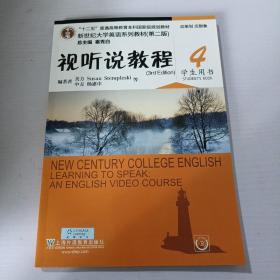 "十二五"普通高等教育本科国家级规划教材
新世纪大学英语系列教材(第二版)
总主编 秦秀白
视听说教程 4
(3rd Edition)
学生用书
STUDENT'S BOOK
编著者 美方 Susan Stempleski
中方 杨惠中 等
NEW CENTURY COLLEGE ENGLISH
LEARNING TO SPEAK:
AN ENGLISH VIDEO COURSE
上海外语教育出版社